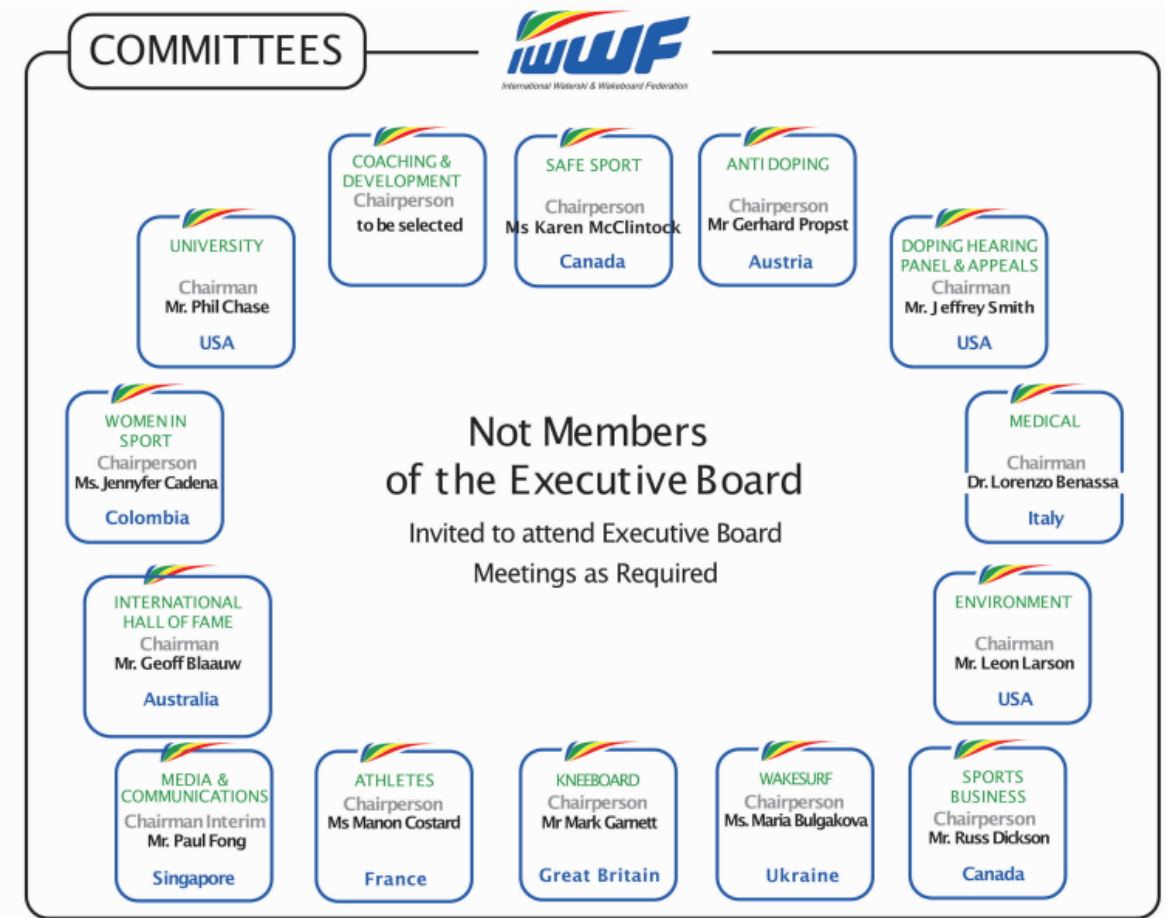 COMMITTEES
IWWF
International Waterski & Wakeboard Federation
COACHING &
DEVELOPMENT
Chairperson
to be selected
SAFE SPORT
Chairperson
Ms Karen McClintock
Canada
ANTI DOPING
Chairperson
Mr Gerhard Propst
Austria
UNIVERSITY
Chairman
Mr. Phil Chase
USA
DOPING HEARING
PANEL & APPEALS
Chairman
Mr. Jeffrey Smith
USA
WOMEN IN
SPORT
Chairperson
Ms. Jennyfer Cadena
Colombia
Not Members
of the Executive Board
Invited to attend Executive Board
Meetings as Required
MEDICAL
Chairman
Dr. Lorenzo Benassa
Italy
INTERNATIONAL
HALL OF FAME
Chairman
Mr. Geoff Blaauw
Australia
ENVIRONMENT
Chairman
Mr. Leon Larson
USA
MEDIA &
COMMUNICATIONS
Chairman Interim
Mr. Paul Fong
Singapore
ATHLETES
Chairperson
Ms Manon Costard
France
KNEEBOARD
Chairperson
Mr Mark Garnett
Great Britain
WAKESURF
Chairperson
Ms. Maria Bulgakova
Ukraine
SPORTS
BUSINESS
Chairperson
Mr. Russ Dickson
Canada